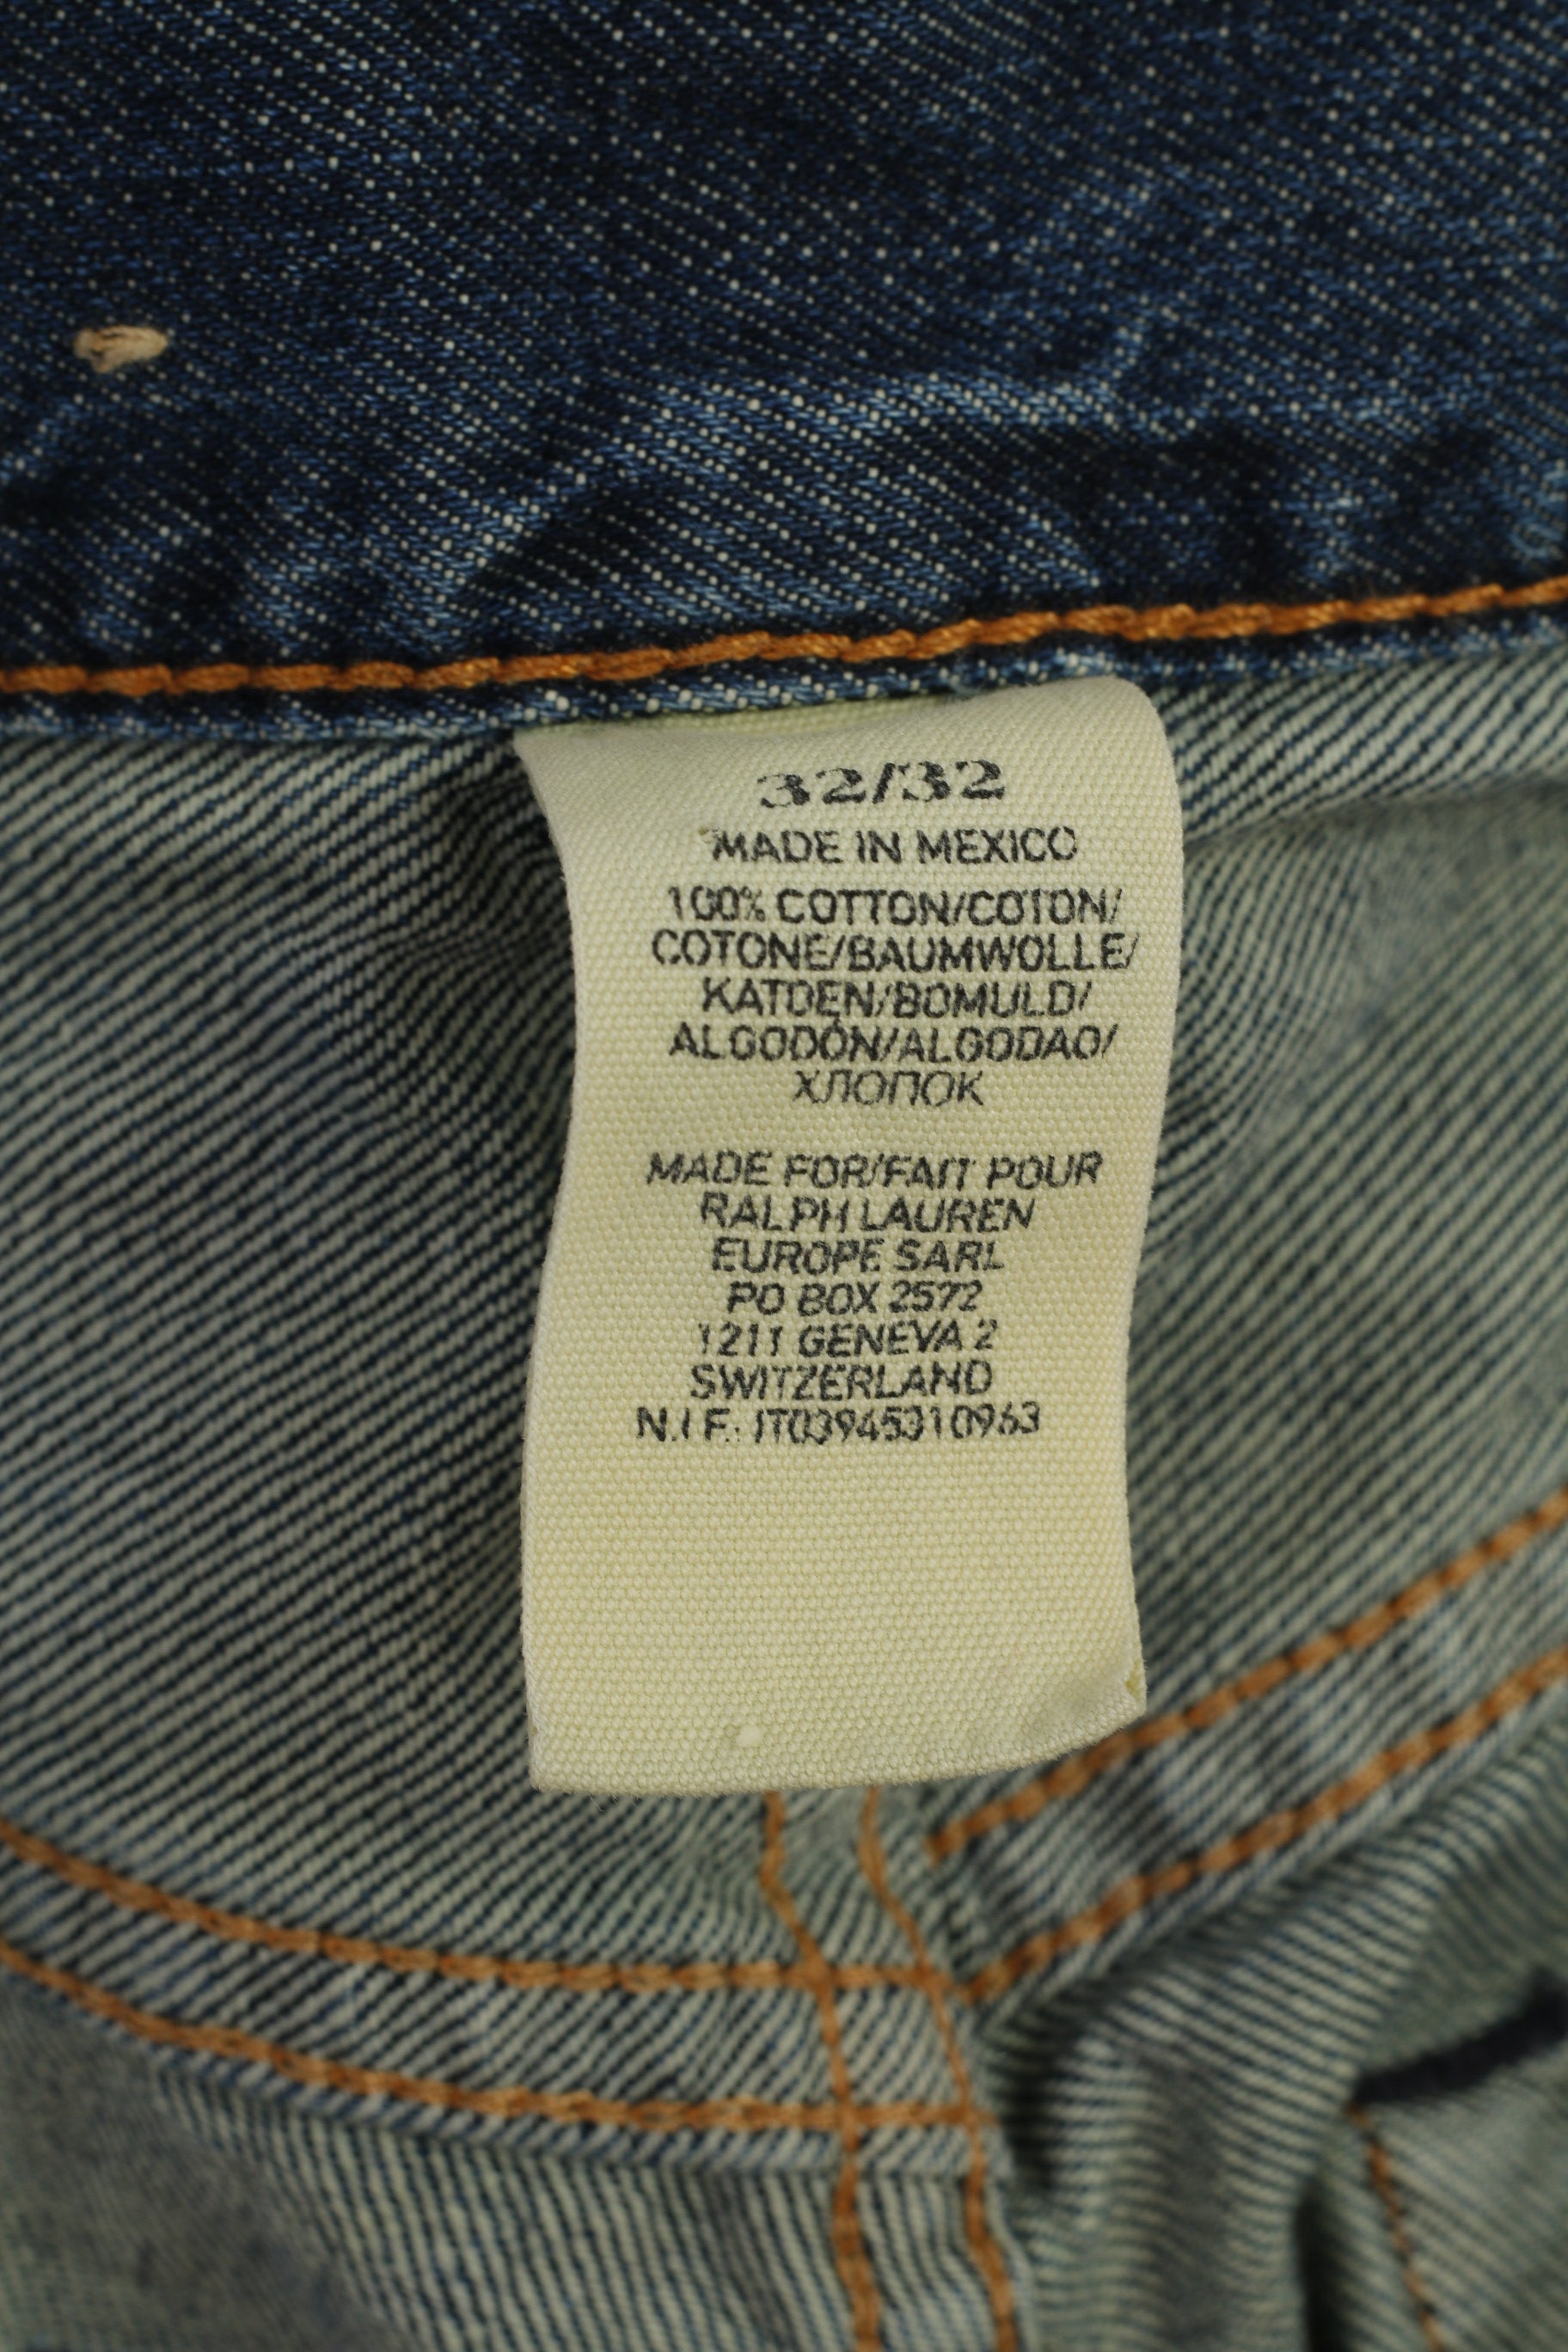 32/32
MADE IN MEXICO
100% COTTON/COTON/
COTONE/BAUMWOLLE/
KATOEN/BOMULD/
ALGODÓN/ALGODAO/
ХЛОПОК
MADE FOR/FAIT POUR
RALPH LAUREN
EUROPE SARL
PO BOX 2572
1211 GENEVA 2
SWITZERLAND
N.I.F.: IT03945310963